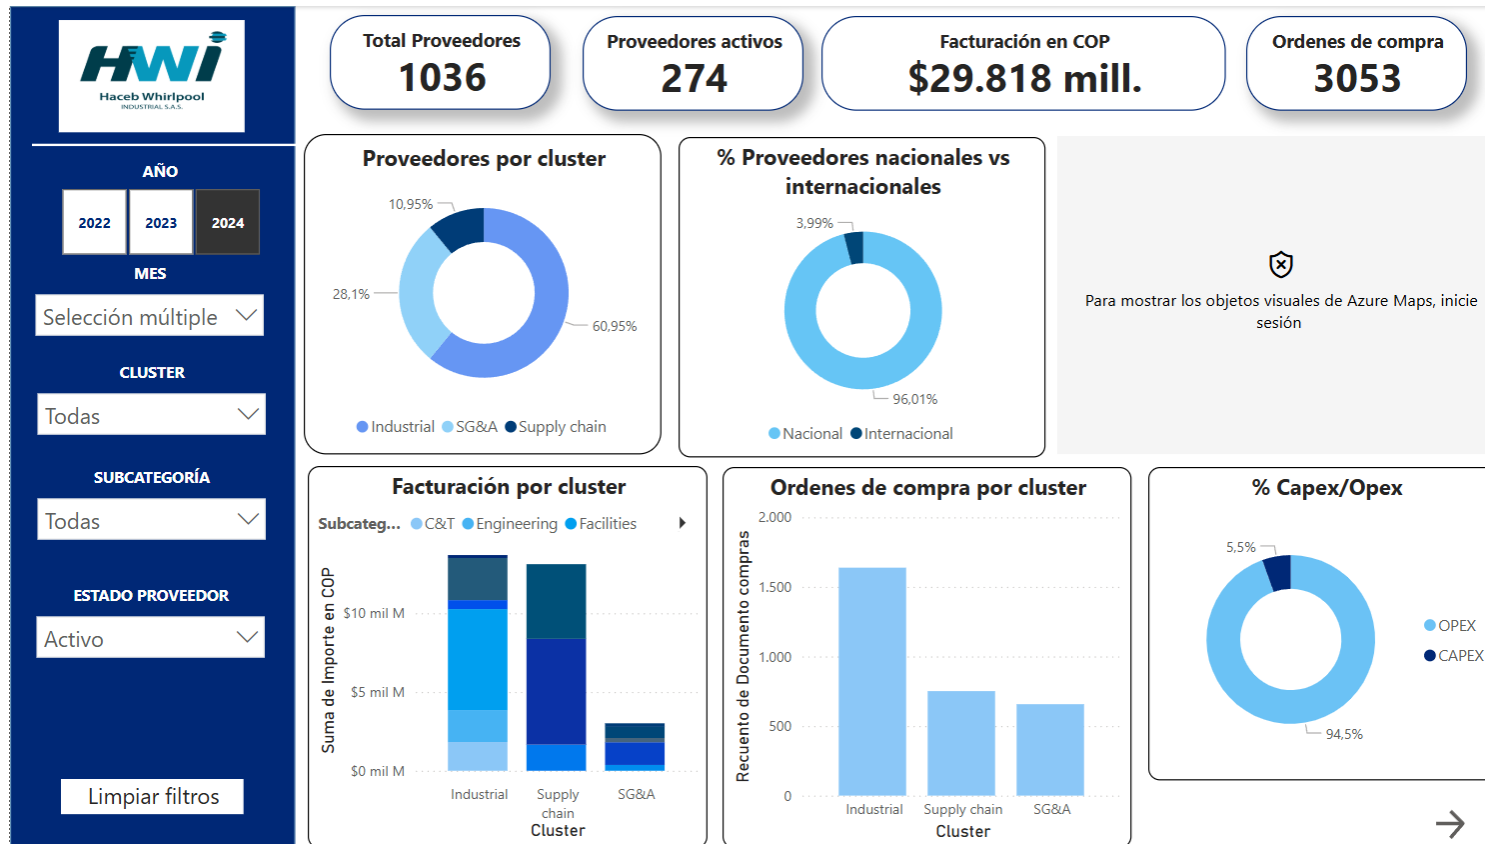 HWI
Haceb Whirlpool
INDUSTRIAL S.A.S.
AÑO
2022
2023
2024
MES
Selección múltiple
CLUSTER
Todas
SUBCATEGORÍA
Todas
ESTADO PROVEEDOR
Activo
Limpiar filtros
Total Proveedores
1036
Proveedores activos
274
Facturación en COP
$29.818 mill.
Ordenes de compra
3053
Proveedores por cluster
10,95%
28,1%
60,95%
Industrial SG&A Supply chain
% Proveedores nacionales vs
internacionales
3,99%
96,01%
Nacional Internacional
Para mostrar los objetos visuales de Azure Maps, inicie
sesión
Facturación por cluster
Subcateg... C&T Engineering Facilities
Suma de Importe en COP
$10 mil M
$5 mil M
$0 mil M
Industrial
Supply
chain
SG&A
Cluster
Ordenes de compra por cluster
Recuento de Documento compras
2.000
1.500
1.000
500
0
Industrial
Supply chain
SG&A
Cluster
% Capex/Opex
5,5%
94,5%
OPEX
CAPEX